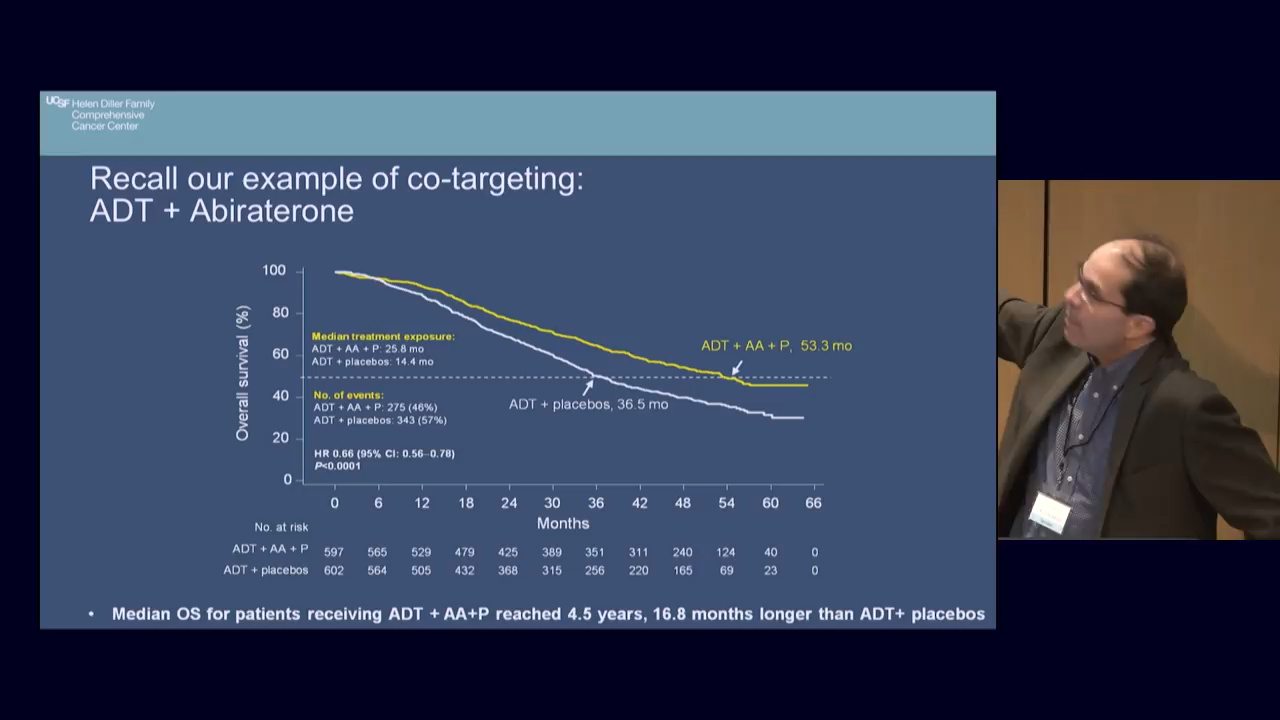 UCSF Helen Diller Family
Comprehensive
Cancer Center
Recall our example of co-targeting:
ADT + Abiraterone
Overall survival (%)
100
80
60
40
20
0
Median treatment exposure:
ADT + AA + P: 25.8 mo
ADT + placebos: 14.4 mo
No. of events:
ADT + AA + P: 275 (46%)
ADT + placebos: 343 (57%)
HR 0.66 (95% CI: 0.56–0.78)
P<0.0001
ADT + AA + P, 53.3 mo
ADT + placebos, 36.5 mo
0 6 12 18 24 30 36 42 48 54 60 66
Months
No. at risk
ADT + AA + P 597 565 529 479 425 389 351 311 240 124 40 0
ADT + placebos 602 564 505 432 368 315 256 220 165 69 23 0
• Median OS for patients receiving ADT + AA+P reached 4.5 years, 16.8 months longer than ADT+ placebos